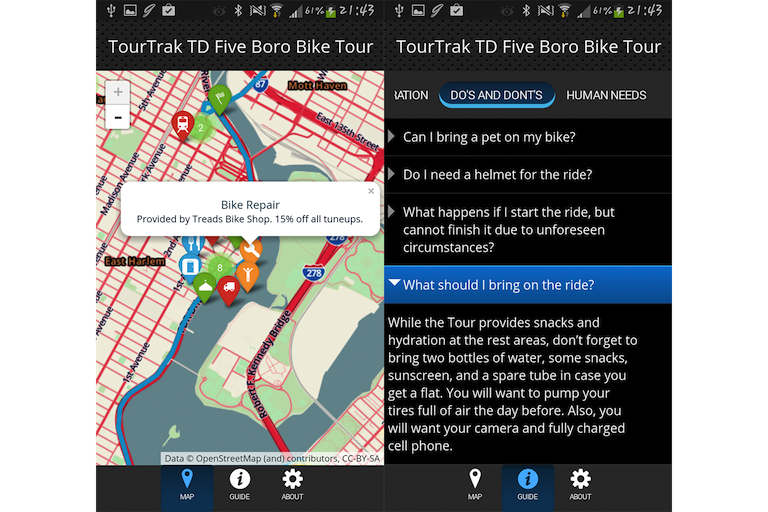 61% 21:43
TourTrak TD Five Boro Bike Tour
+
-
87
Mott Haven
5th Avenue
River
East 135th Street
2
Madison Avenue
Park Avenue
×
Bike Repair
Provided by Treads Bike Shop. 15% off all tuneups.
2nd A
278
East Harlem
8
278
1st
1st Avenue
Robert F. Kennedy Bridge
Data © OpenStreetMap (and) contributors, CC-BY-SA
MAP
GUIDE
ABOUT
61% 21:43
TourTrak TD Five Boro Bike Tour
RATION
DO'S AND DONT'S
HUMAN NEEDS
Can I bring a pet on my bike?
Do I need a helmet for the ride?
What happens if I start the ride, but
cannot finish it due to unforeseen
circumstances?
What should I bring on the ride?
While the Tour provides snacks and
hydration at the rest areas, don't forget to
bring two bottles of water, some snacks,
sunscreen, and a spare tube in case you
get a flat. You will want to pump your
tires full of air the day before. Also, you
will want your camera and fully charged
cell phone.
MAP
GUIDE
ABOUT